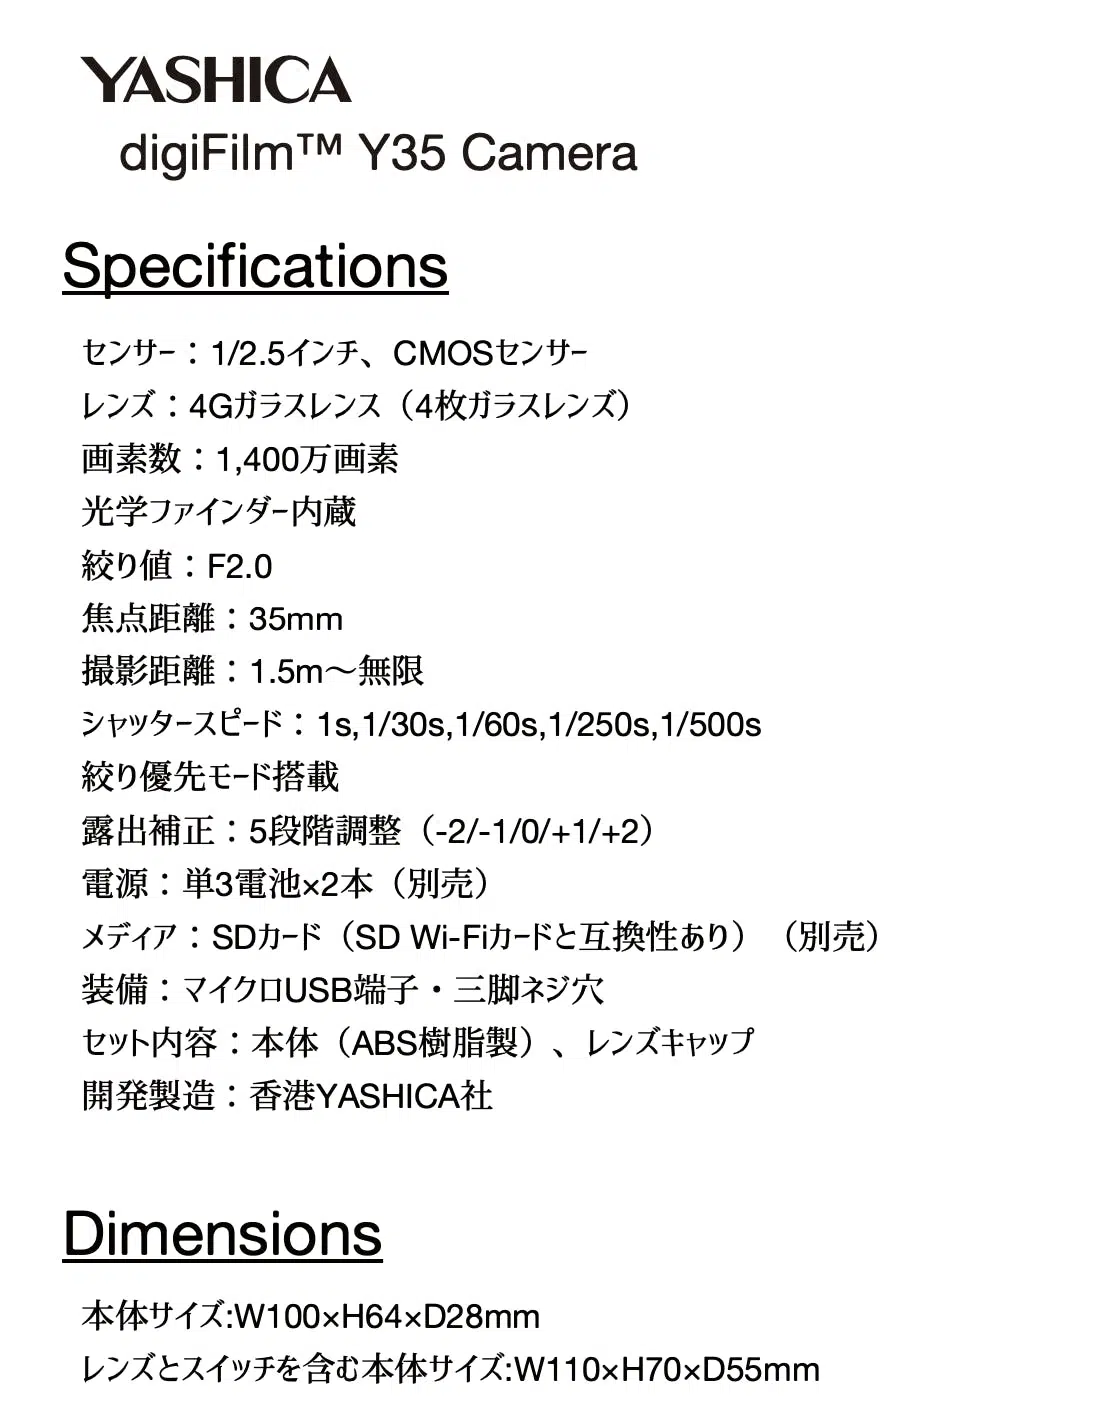 YASHICA
digiFilm™ Y35 Camera
Specifications
センサー：1/2.5インチ、CMOSセンサー
レンズ：4Gガラスレンス（4枚ガラスレンズ）
画素数：1,400万画素
光学ファインダー内蔵
絞り値：F2.0
焦点距離：35mm
撮影距離：1.5m〜無限
シャッタースピード：1s,1/30s,1/60s,1/250s,1/500s
絞り優先モード搭載
露出補正：5段階調整（-2/-1/0/+1/+2）
電源：単3電池×2本（別売）
メディア：SDカード（SD Wi-Fiカードと互換性あり）（別売）
装備：マイクロUSB端子・三脚ネジ穴
セット内容：本体（ABS樹脂製）、レンズキャップ
開発製造：香港YASHICA社
Dimensions
本体サイズ:W100×H64×D28mm
レンズとスイッチを含む本体サイズ:W110×H70×D55mm